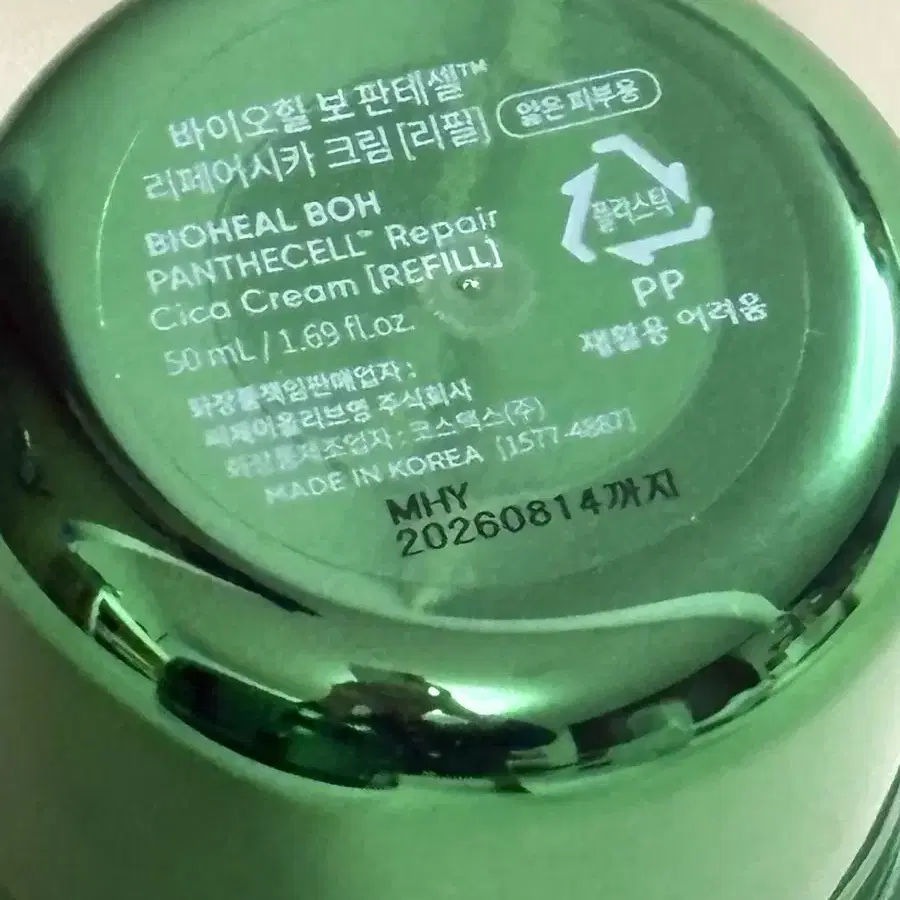 바이오힐 보 판테셀™
리페어시카 크림 [리필] 얇은 피부용
BIOHEAL BOH
PANTHECELL™ Repair
Cica Cream [REFILL]
50 mL / 1.69 fl.oz.
플라스틱
PP
재활용 어려움
화장품책임판매업자 :
씨제이올리브영 주식회사
화장품제조업자 : 코스맥스(주)
MADE IN KOREA [1577-4887]
MHY
20260814까지